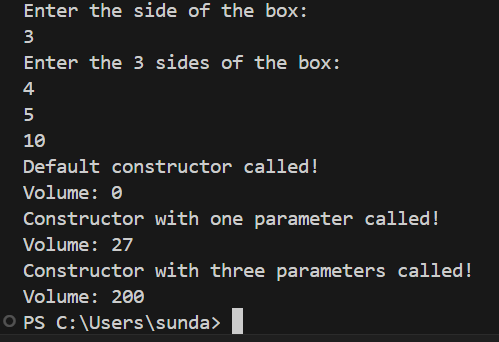 Enter the side of the box:
3
Enter the 3 sides of the box:
4
5
10
Default constructor called!
Volume: 0
Constructor with one parameter called!
Volume: 27
Constructor with three parameters called!
Volume: 200
PS C:\Users\sunda>